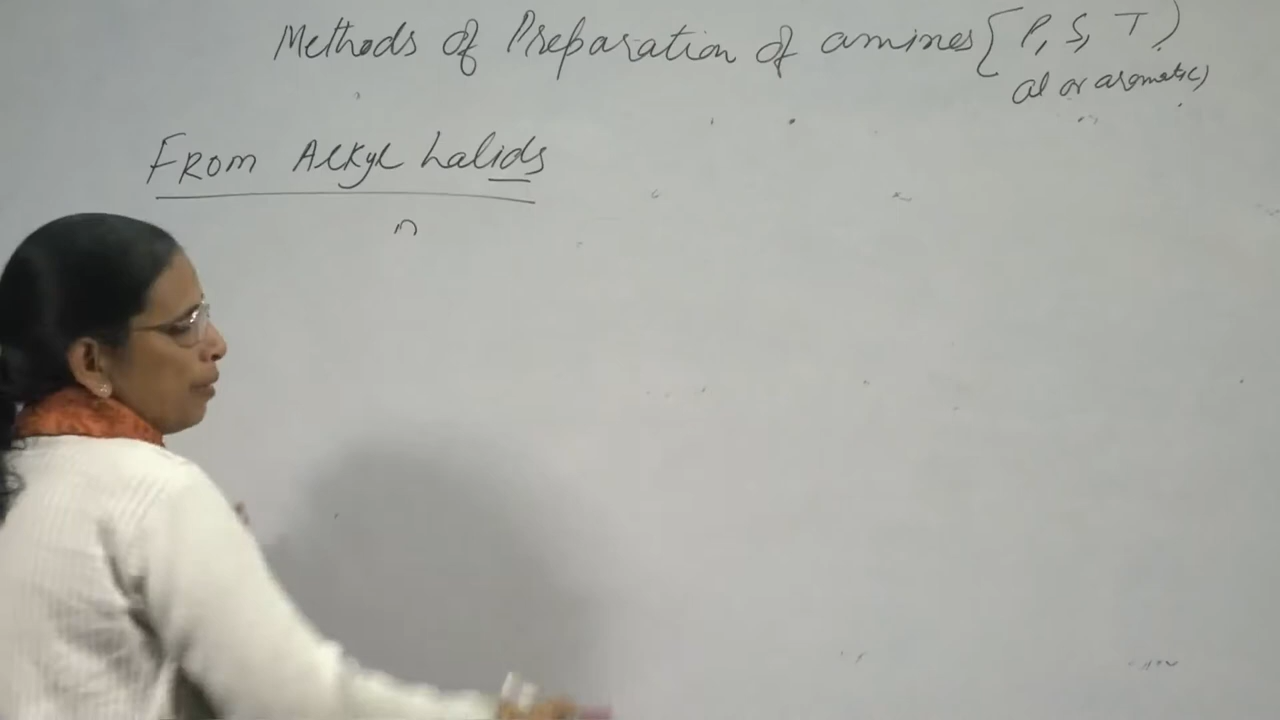 Methods of Preparation of amines { P, S, T )
al or aromatic)
From Alkyl halids
n